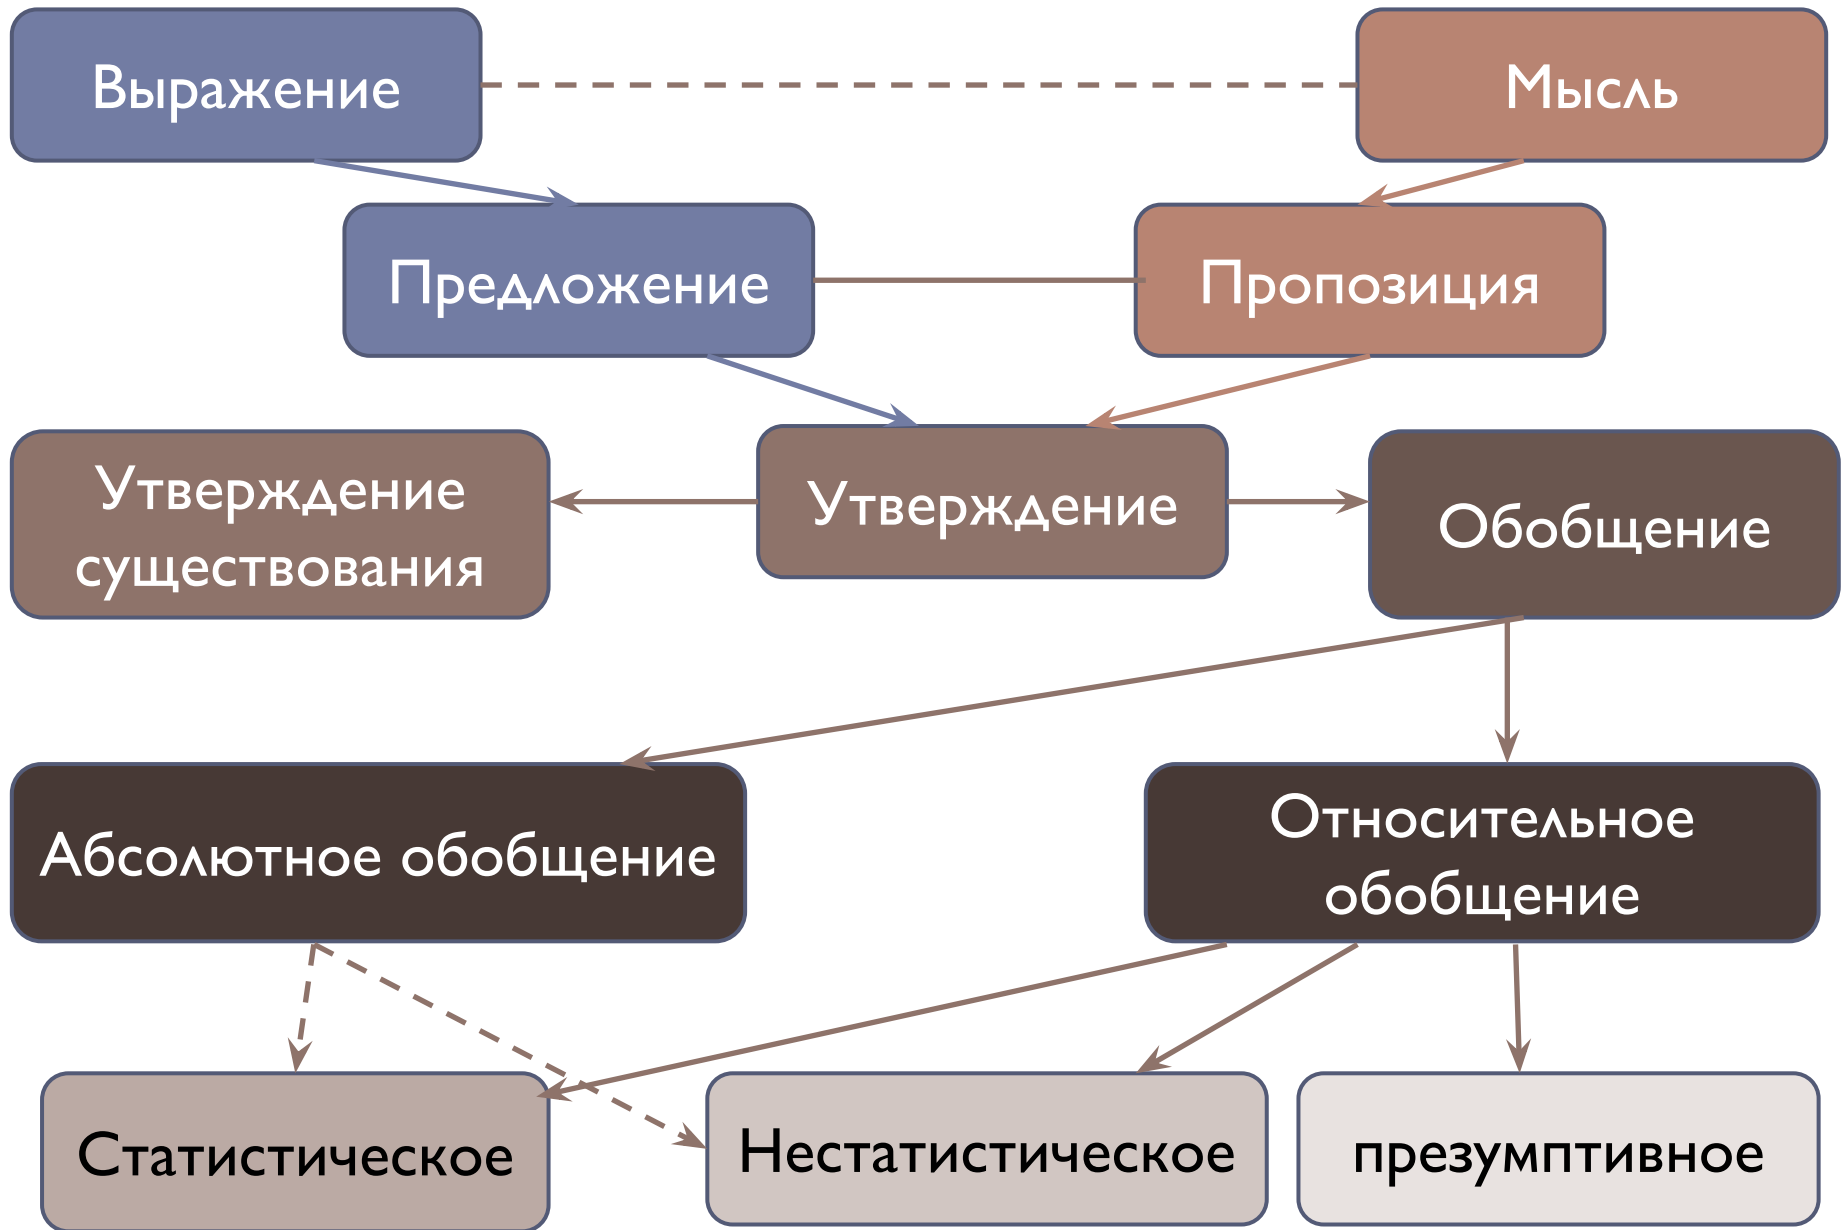 Выражение
Мысль
Предложение
Пропозиция
Утверждение
существования
Утверждение
Обобщение
Абсолютное обобщение
Относительное
обобщение
Статистическое
Нестатистическое
презумптивное